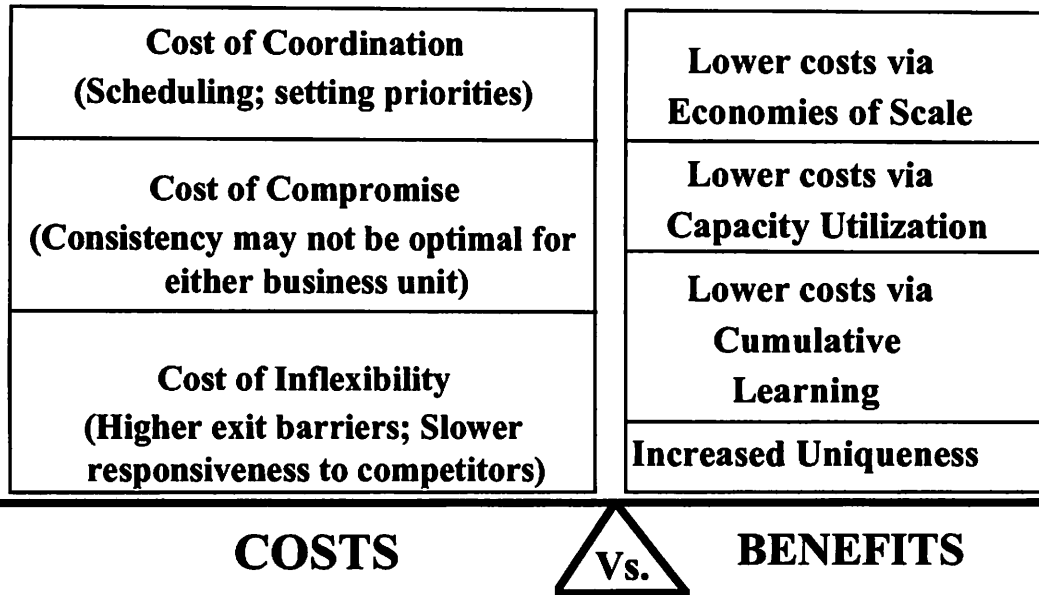 Cost of Coordination
(Scheduling; setting priorities)
Cost of Compromise
(Consistency may not be optimal for
either business unit)
Cost of Inflexibility
(Higher exit barriers; Slower
responsiveness to competitors)
Lower costs via
Economies of Scale
Lower costs via
Capacity Utilization
Lower costs via
Cumulative
Learning
Increased Uniqueness
COSTS
Vs.
BENEFITS